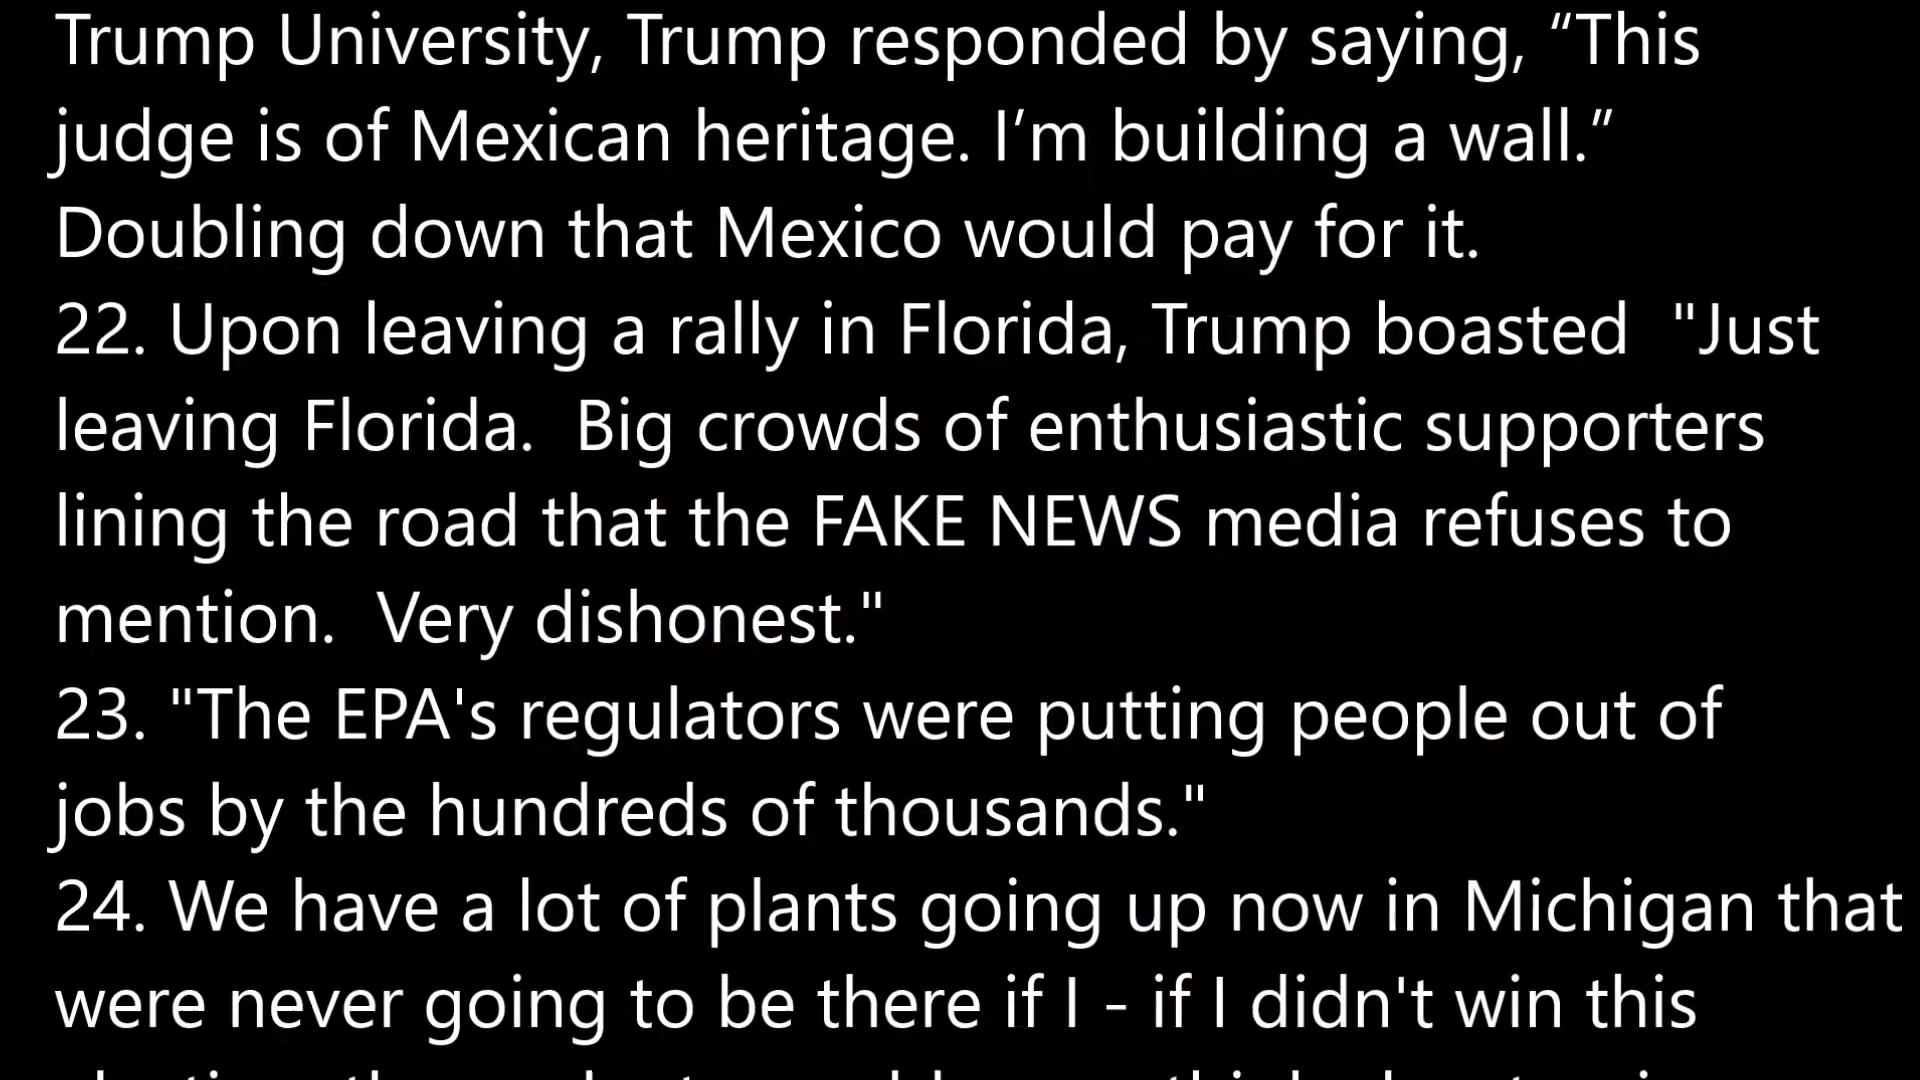 Trump University, Trump responded by saying, “This
judge is of Mexican heritage. I’m building a wall.”
Doubling down that Mexico would pay for it.
22. Upon leaving a rally in Florida, Trump boasted  "Just
leaving Florida.  Big crowds of enthusiastic supporters
lining the road that the FAKE NEWS media refuses to
mention.  Very dishonest."
23. "The EPA's regulators were putting people out of
jobs by the hundreds of thousands."
24. We have a lot of plants going up now in Michigan that
were never going to be there if I - if I didn't win this